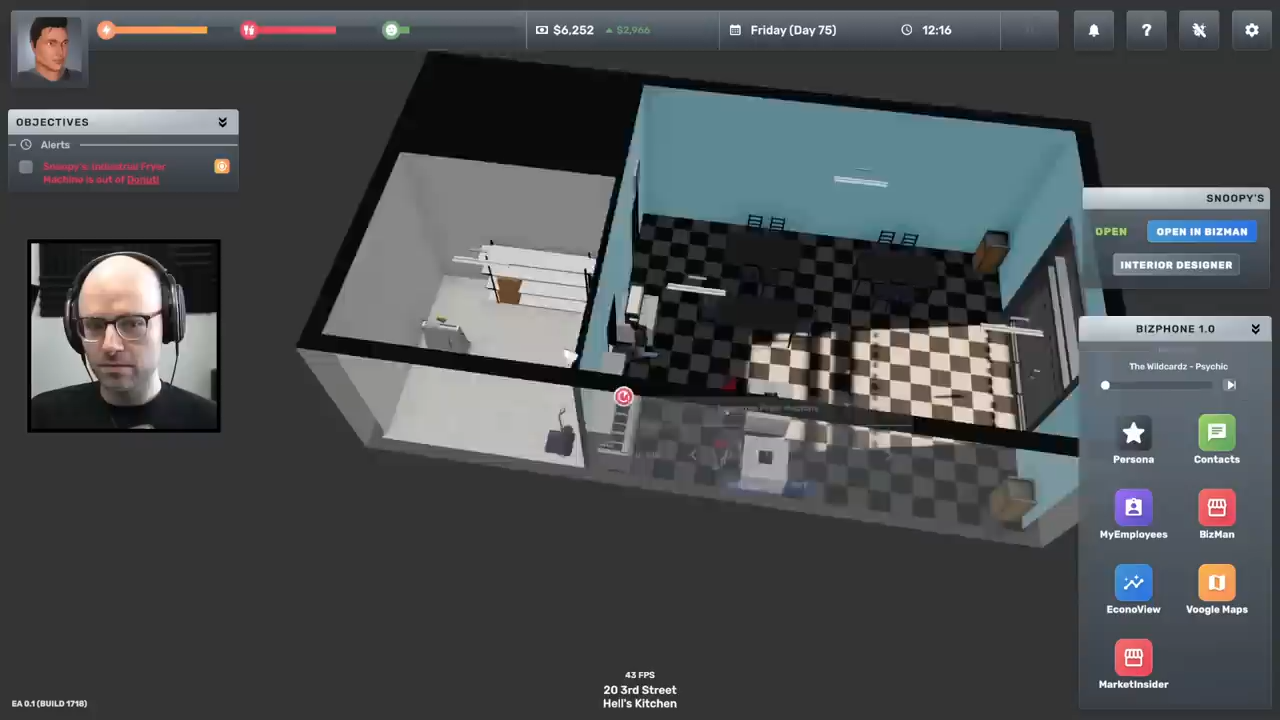 $6,252 ▲ $2,966
Friday (Day 75)
12:16
?
OBJECTIVES
Alerts
Snoopy's: Industrial Fryer
Machine is out of Donut!
SNOOPY'S
OPEN
OPEN IN BIZMAN
INTERIOR DESIGNER
BIZPHONE 1.0
The Wildcardz - Psychic
Persona
Contacts
MyEmployees
BizMan
EconoView
Voogle Maps
MarketInsider
43 FPS
20 3rd Street
Hell's Kitchen
EA 0.1 (BUILD 1718)